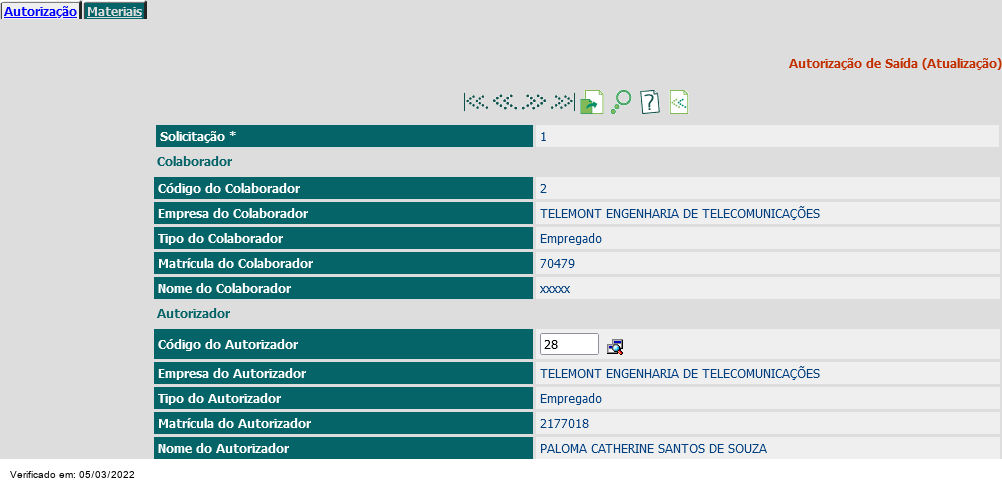 Autorização Materiais
Autorização de Saída (Atualização)
Solicitação * 1
Colaborador
Código do Colaborador 2
Empresa do Colaborador TELEMONT ENGENHARIA DE TELECOMUNICAÇÕES
Tipo do Colaborador Empregado
Matrícula do Colaborador 70479
Nome do Colaborador xxxxx
Autorizador
Código do Autorizador 28
Empresa do Autorizador TELEMONT ENGENHARIA DE TELECOMUNICAÇÕES
Tipo do Autorizador Empregado
Matrícula do Autorizador 2177018
Nome do Autorizador PALOMA CATHERINE SANTOS DE SOUZA
Verificado em: 05/03/2022